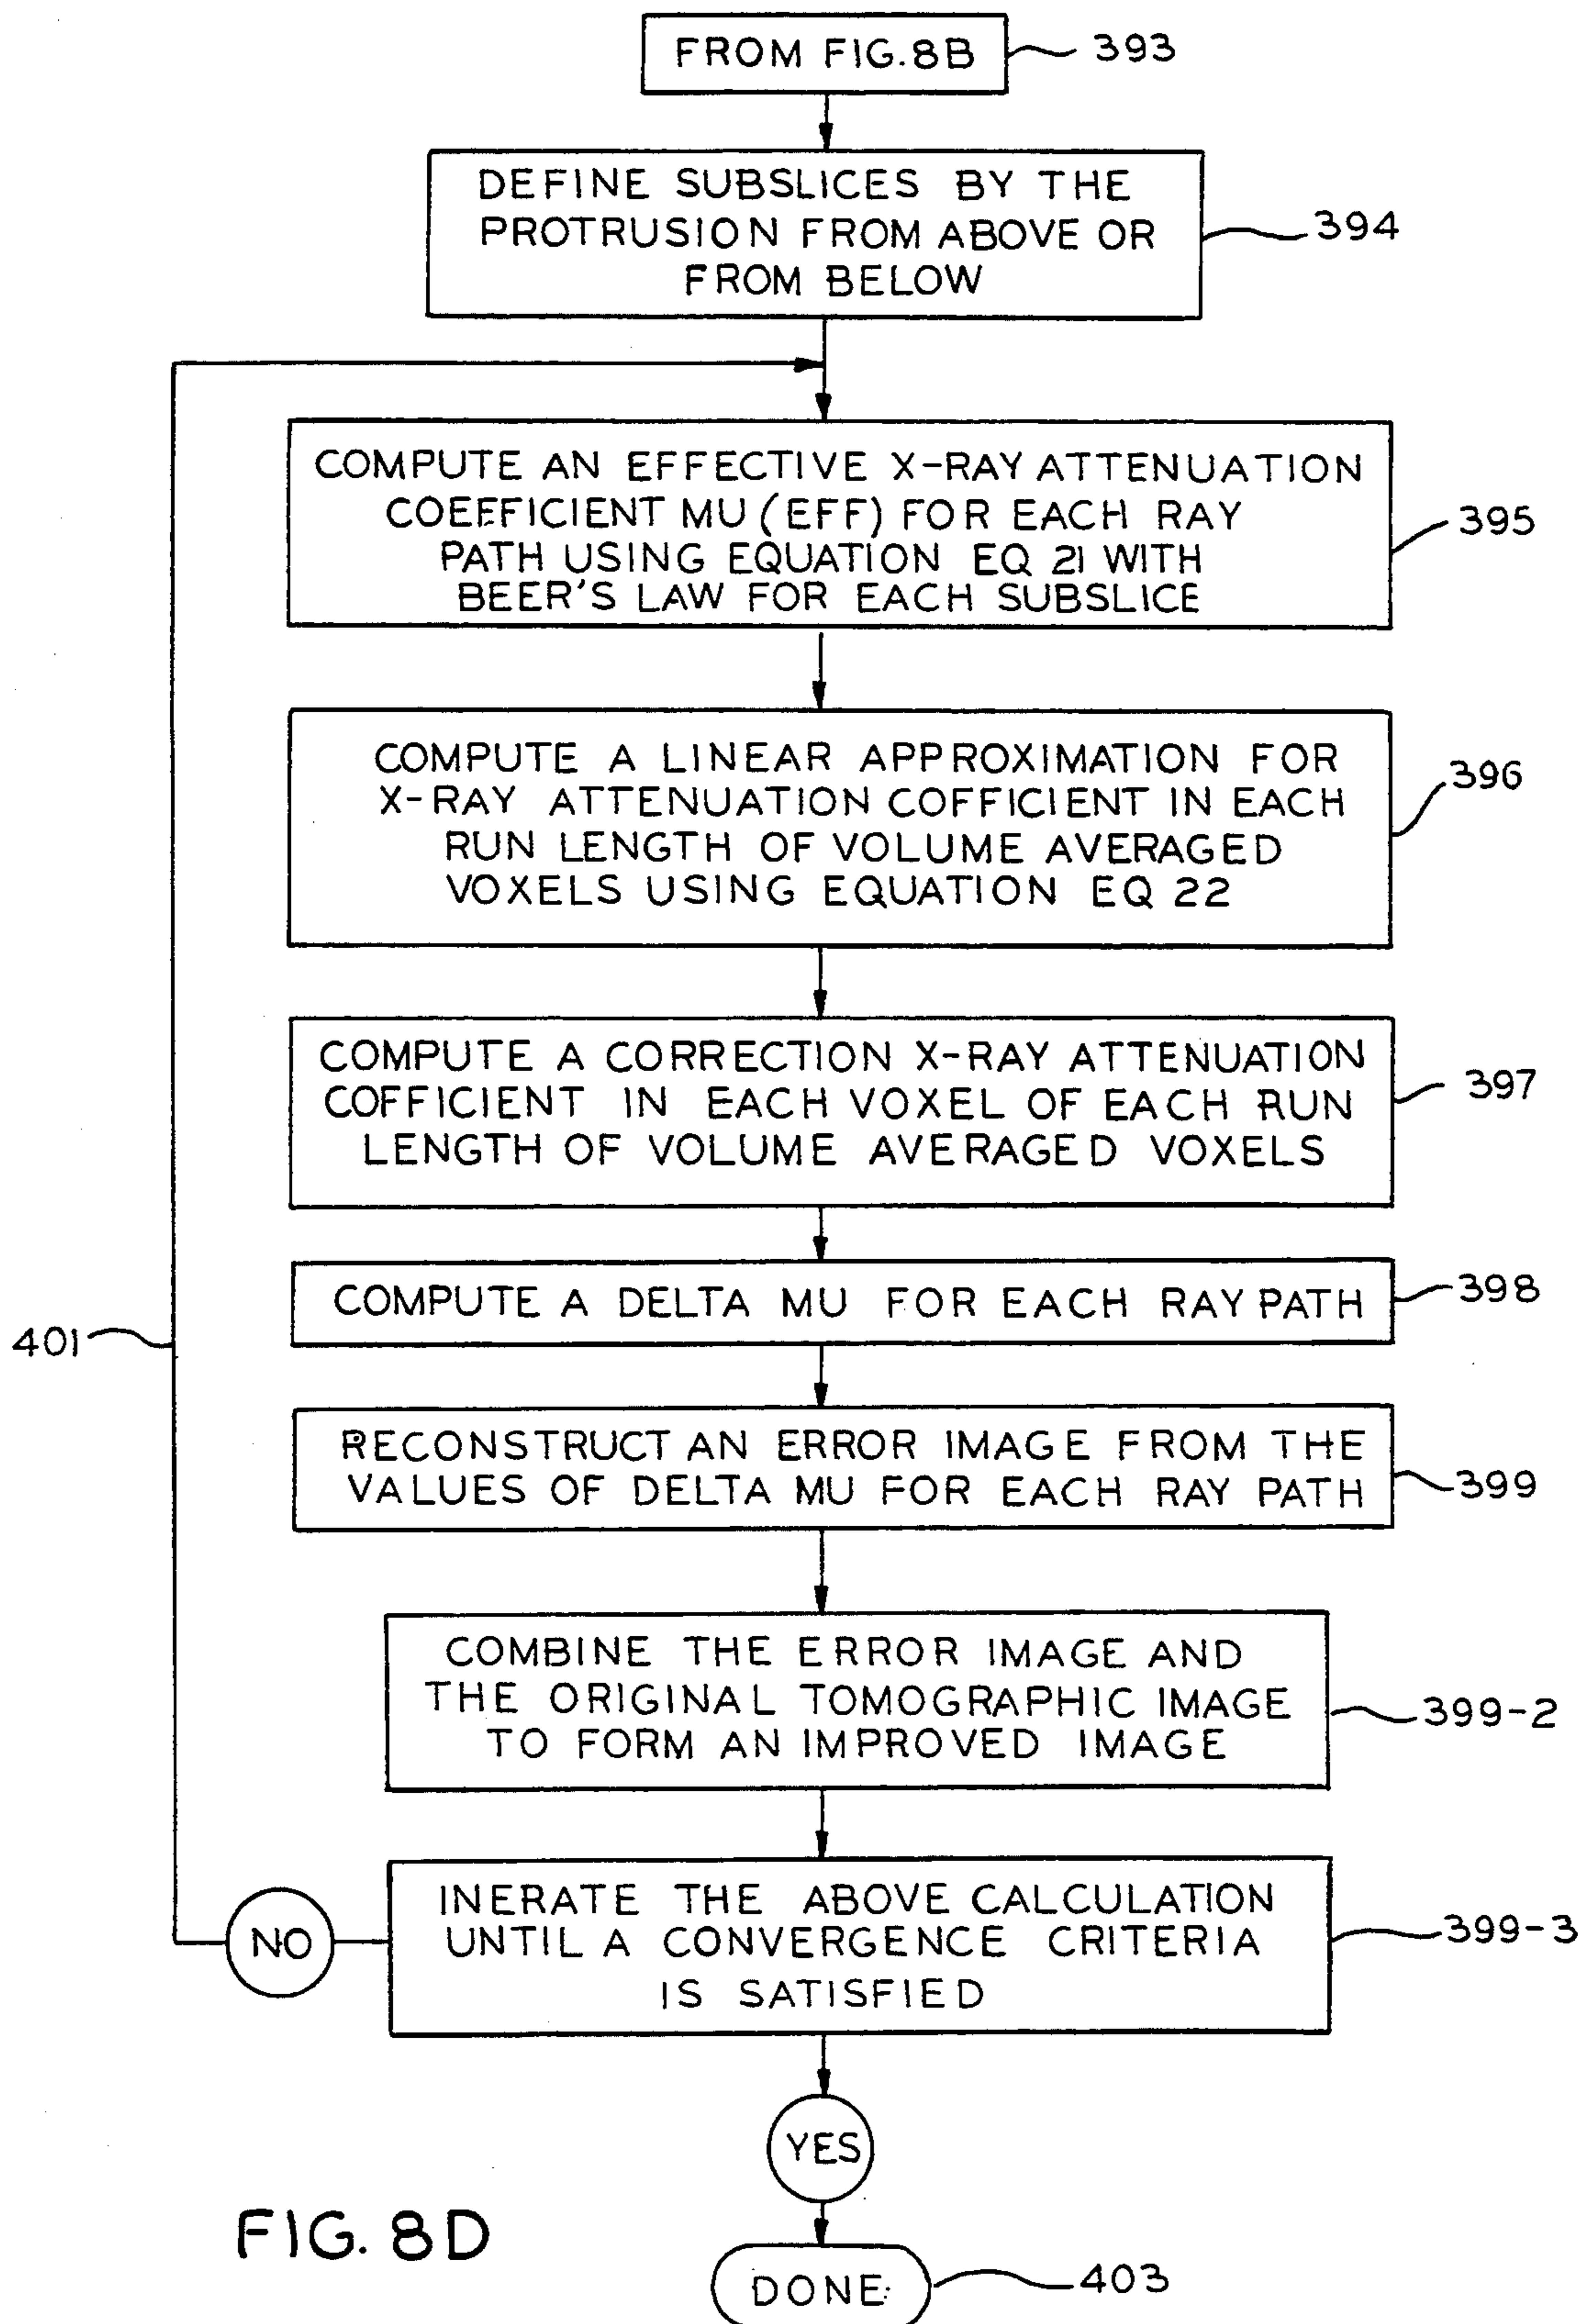 FROM FIG.8B
393
DEFINE SUBSLICES BY THE
PROTRUSION FROM ABOVE OR
FROM BELOW
394
COMPUTE AN EFFECTIVE X-RAY ATTENUATION
COEFFICIENT MU (EFF) FOR EACH RAY
PATH USING EQUATION EQ 21 WITH
BEER'S LAW FOR EACH SUBSLICE
395
COMPUTE A LINEAR APPROXIMATION FOR
X-RAY ATTENUATION COFFICIENT IN EACH
RUN LENGTH OF VOLUME AVERAGED
VOXELS USING EQUATION EQ 22
396
COMPUTE A CORRECTION X-RAY ATTENUATION
COFFICIENT IN EACH VOXEL OF EACH RUN
LENGTH OF VOLUME AVERAGED VOXELS
397
COMPUTE A DELTA MU FOR EACH RAY PATH
398
401
RECONSTRUCT AN ERROR IMAGE FROM THE
VALUES OF DELTA MU FOR EACH RAY PATH
399
COMBINE THE ERROR IMAGE AND
THE ORIGINAL TOMOGRAPHIC IMAGE
TO FORM AN IMPROVED IMAGE
399-2
INERATE THE ABOVE CALCULATION
UNTIL A CONVERGENCE CRITERIA
IS SATISFIED
399-3
NO
YES
FIG. 8D
DONE
403